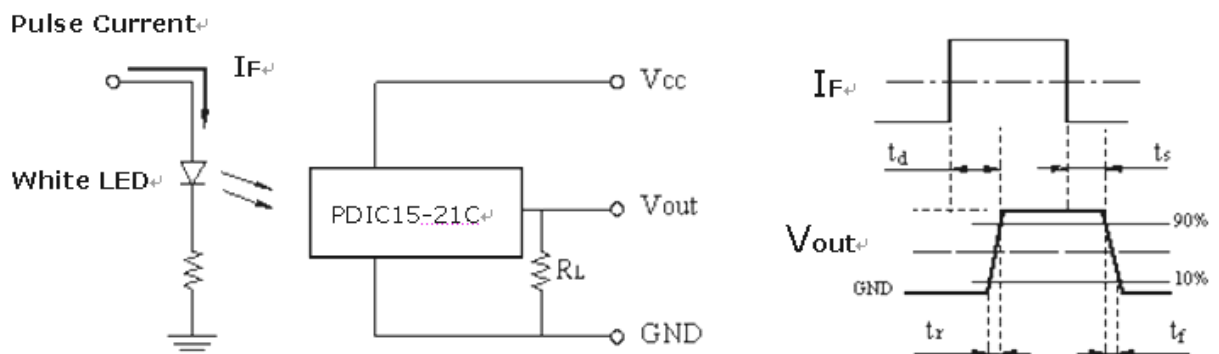 Pulse Current
IF
Vcc
White LED
PDIC15-21C
Vout
RL
GND
IF
td
ts
Vout
90%
GND
10%
tr
tf